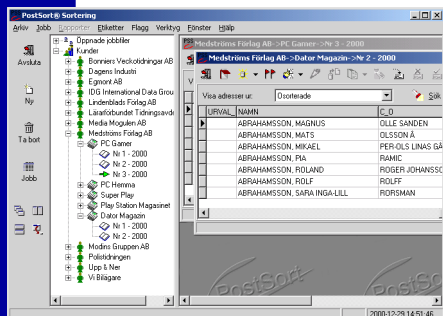 PostSort® Sortering
Arkiv Jobb Rapporter Etiketter Flagg Verktyg Fönster Hjälp
Avsluta
Ny
Ta bort
Jobb
Öppnade jobbfiler
Kunder
Bonniers Veckotidningar AB
Dagens Industri
Egmont AB
IDG International Data Grou
Lindenblads Förlag AB
Lärarförbundet Tidningsavde
Media Mogulen AB
Medströms Förlag AB
PC Gamer
Nr 1 - 2000
Nr 2 - 2000
Nr 3 - 2000
PC Hemma
Super Play
Play Station Magasinet
Dator Magazin
Nr 1 - 2000
Nr 2 - 2000
Modins Gruppen AB
Polistidningen
Upp & Ner
Vi Bilägare
Medströms Förlag AB->PC Gamer->Nr 3 - 2000
Medströms Förlag AB->Dator Magazin->Nr 2 - 2000
Visa adresser ur: Osorterade Sök
URVAL_ NAMN C_O
ABRAHAMSSON, MAGNUS OLLE SANDEN
ABRAHAMSSON, MATS OLSSON Å
ABRAHAMSSON, MIKAEL PER-OLS LINAS GÅ
ABRAHAMSSON, PIA RAMIC
ABRAHAMSSON, ROLAND ROGER JOHANSSO
ABRAHAMSSON, ROLF ROLFF
ABRAHAMSSON, SARA INGA-LILL RORSMAN
PostSort PostSort
2000-12-29 14:51:46